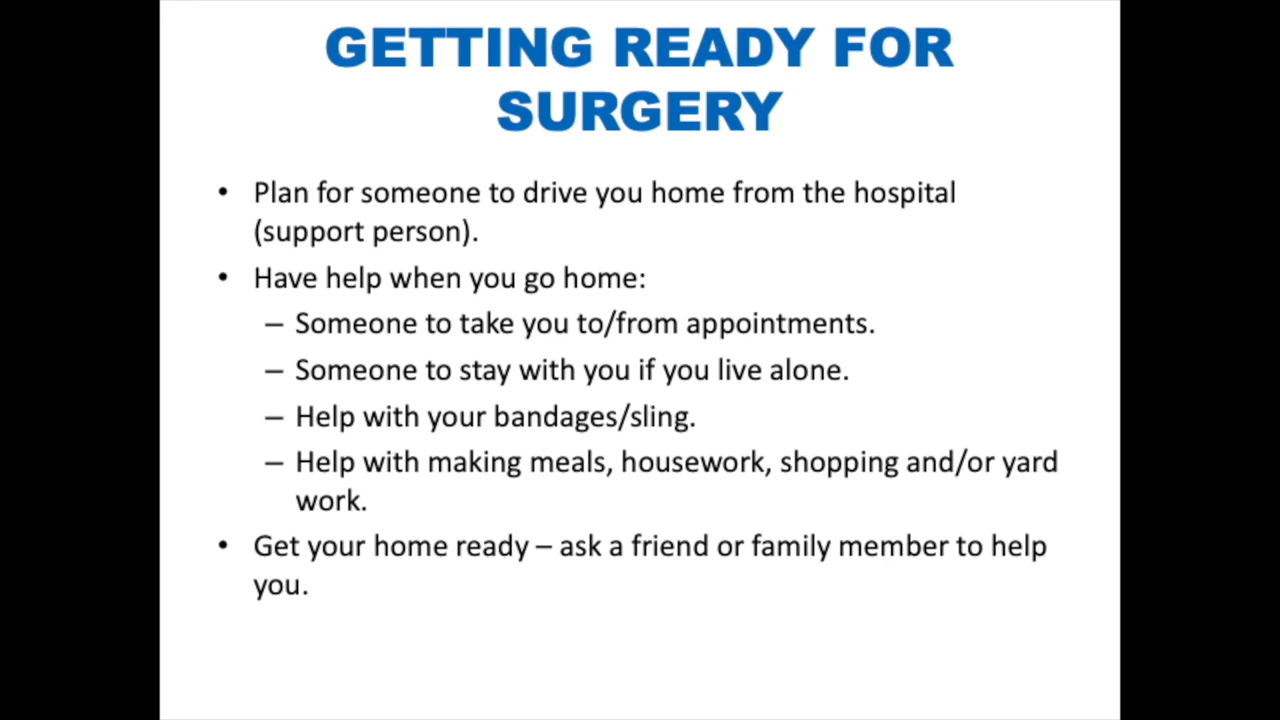 GETTING READY FOR
SURGERY
• Plan for someone to drive you home from the hospital
(support person).
• Have help when you go home:
– Someone to take you to/from appointments.
– Someone to stay with you if you live alone.
– Help with your bandages/sling.
– Help with making meals, housework, shopping and/or yard
work.
• Get your home ready – ask a friend or family member to help
you.